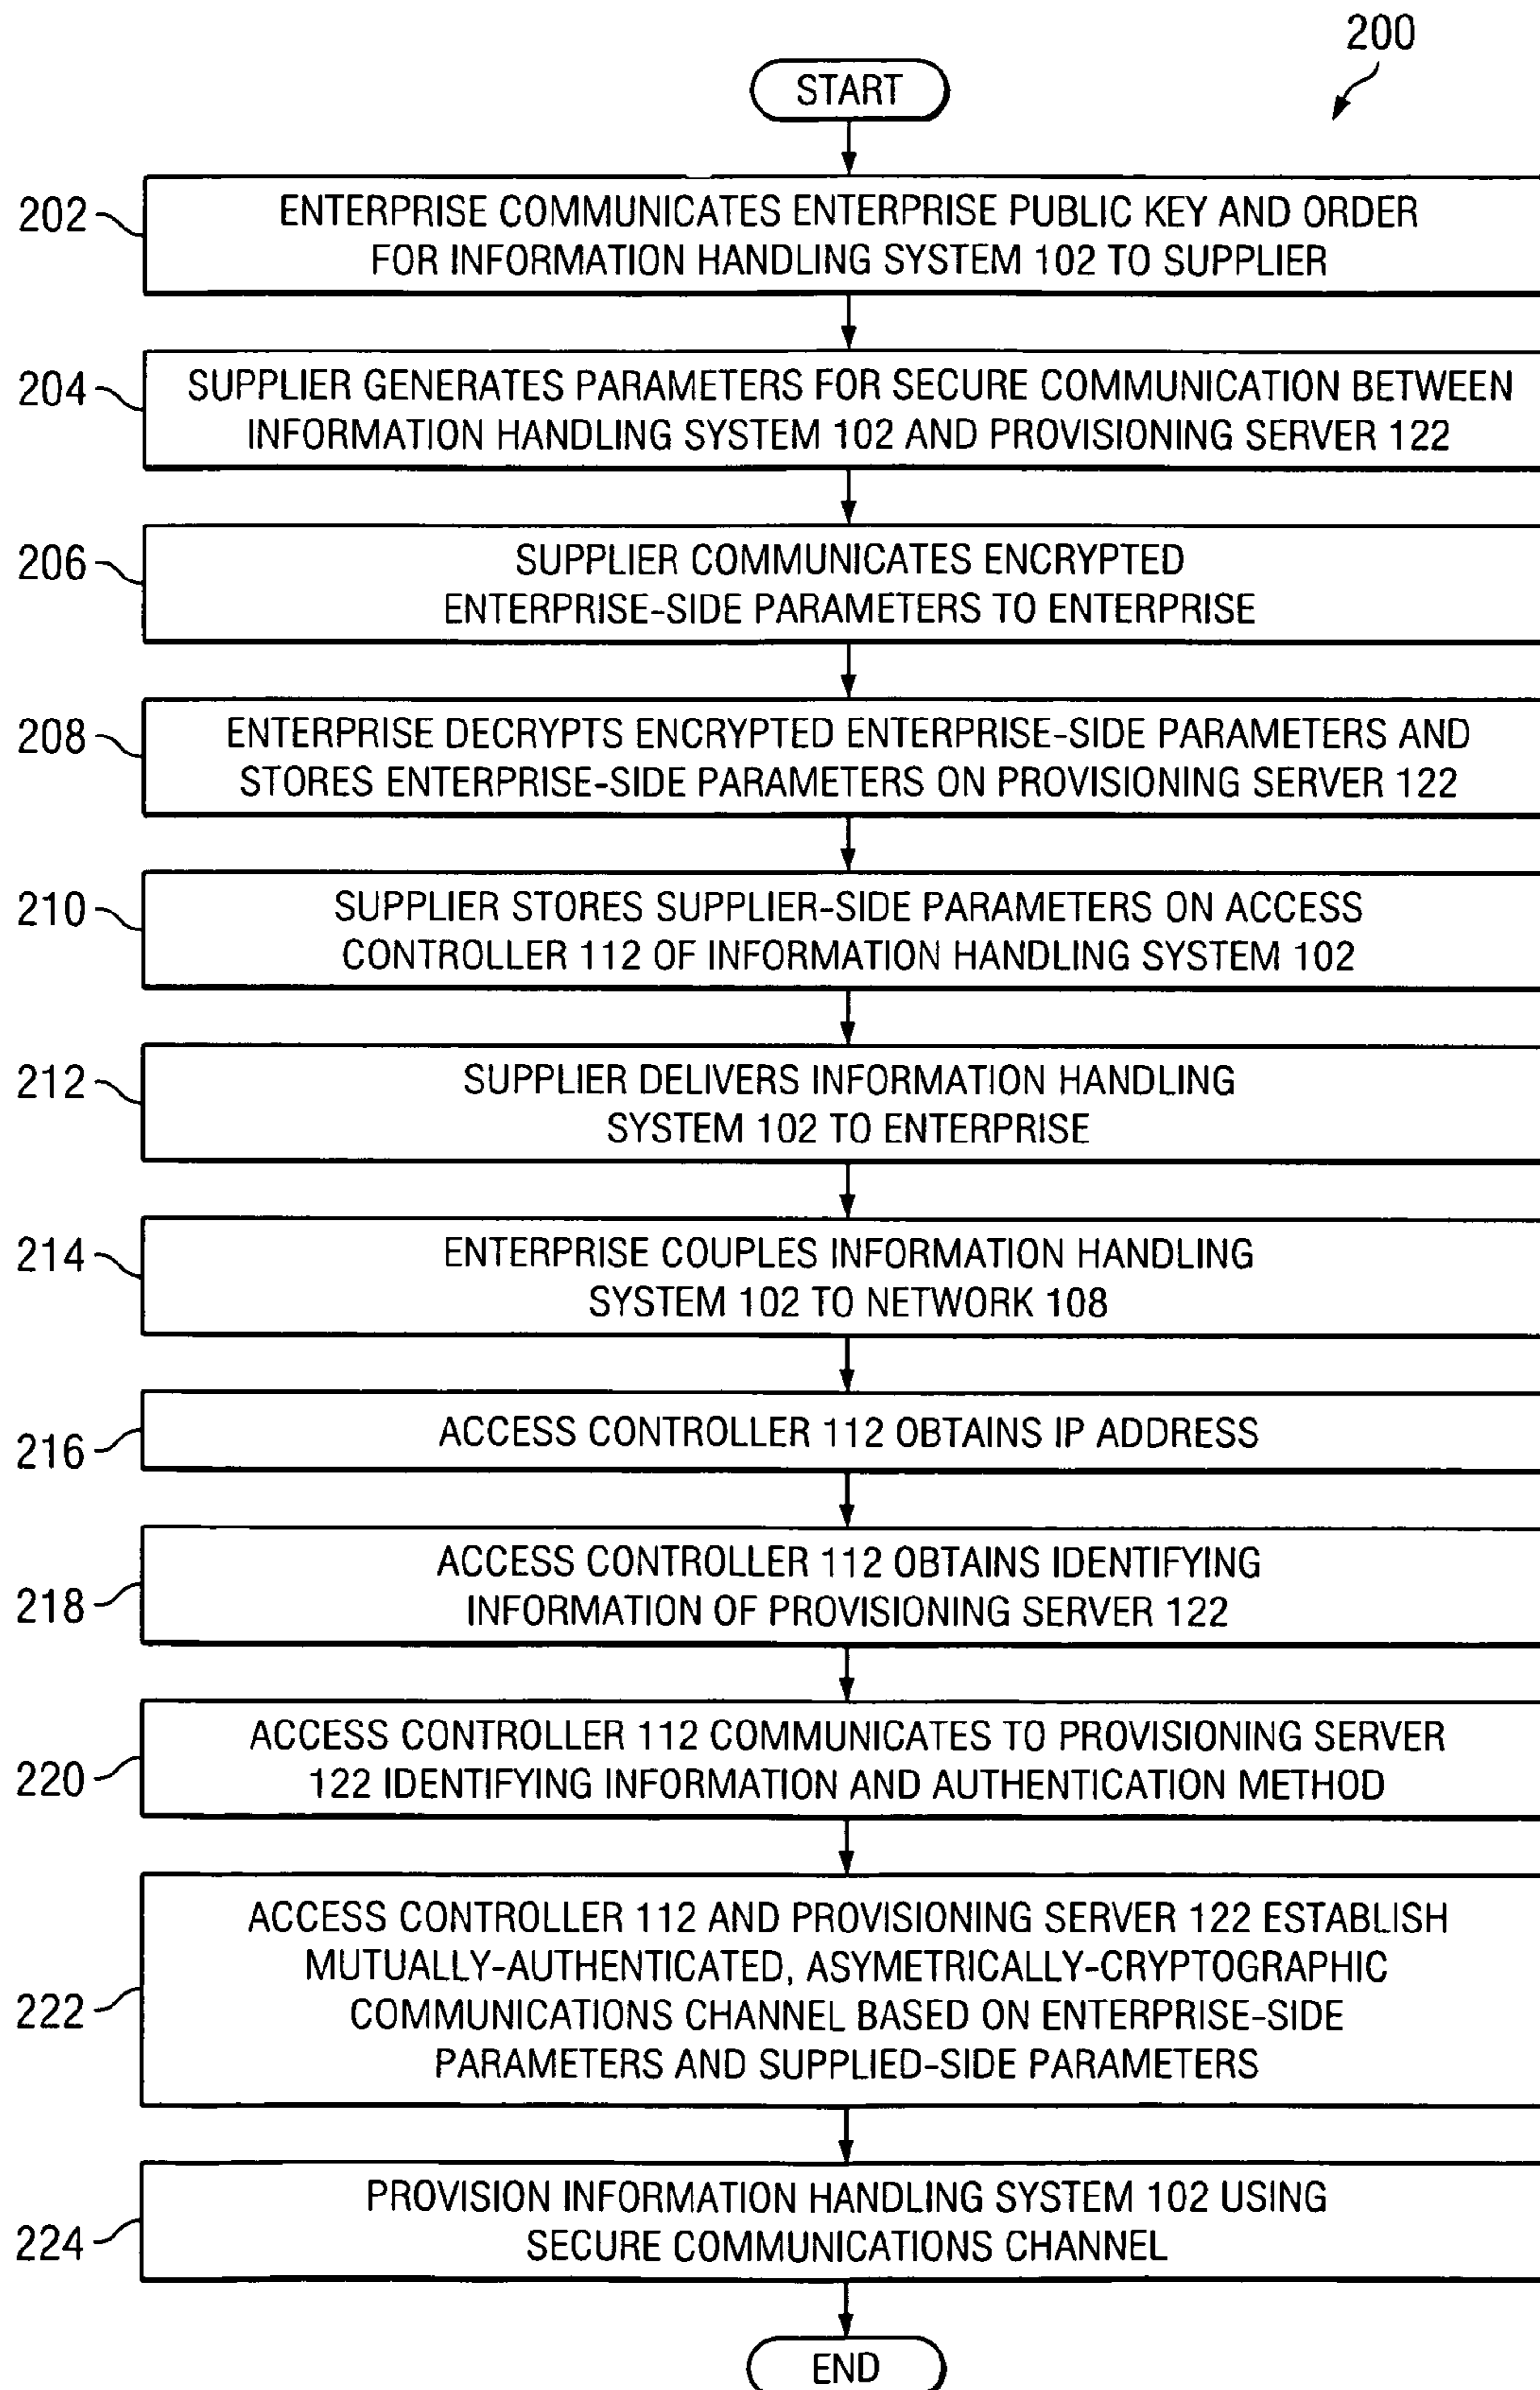 200
START
202
ENTERPRISE COMMUNICATES ENTERPRISE PUBLIC KEY AND ORDER
FOR INFORMATION HANDLING SYSTEM 102 TO SUPPLIER
204
SUPPLIER GENERATES PARAMETERS FOR SECURE COMMUNICATION BETWEEN
INFORMATION HANDLING SYSTEM 102 AND PROVISIONING SERVER 122
206
SUPPLIER COMMUNICATES ENCRYPTED
ENTERPRISE-SIDE PARAMETERS TO ENTERPRISE
208
ENTERPRISE DECRYPTS ENCRYPTED ENTERPRISE-SIDE PARAMETERS AND
STORES ENTERPRISE-SIDE PARAMETERS ON PROVISIONING SERVER 122
210
SUPPLIER STORES SUPPLIER-SIDE PARAMETERS ON ACCESS
CONTROLLER 112 OF INFORMATION HANDLING SYSTEM 102
212
SUPPLIER DELIVERS INFORMATION HANDLING
SYSTEM 102 TO ENTERPRISE
214
ENTERPRISE COUPLES INFORMATION HANDLING
SYSTEM 102 TO NETWORK 108
216
ACCESS CONTROLLER 112 OBTAINS IP ADDRESS
218
ACCESS CONTROLLER 112 OBTAINS IDENTIFYING
INFORMATION OF PROVISIONING SERVER 122
220
ACCESS CONTROLLER 112 COMMUNICATES TO PROVISIONING SERVER
122 IDENTIFYING INFORMATION AND AUTHENTICATION METHOD
222
ACCESS CONTROLLER 112 AND PROVISIONING SERVER 122 ESTABLISH
MUTUALLY-AUTHENTICATED, ASYMETRICALLY-CRYPTOGRAPHIC
COMMUNICATIONS CHANNEL BASED ON ENTERPRISE-SIDE
PARAMETERS AND SUPPLIED-SIDE PARAMETERS
224
PROVISION INFORMATION HANDLING SYSTEM 102 USING
SECURE COMMUNICATIONS CHANNEL
END